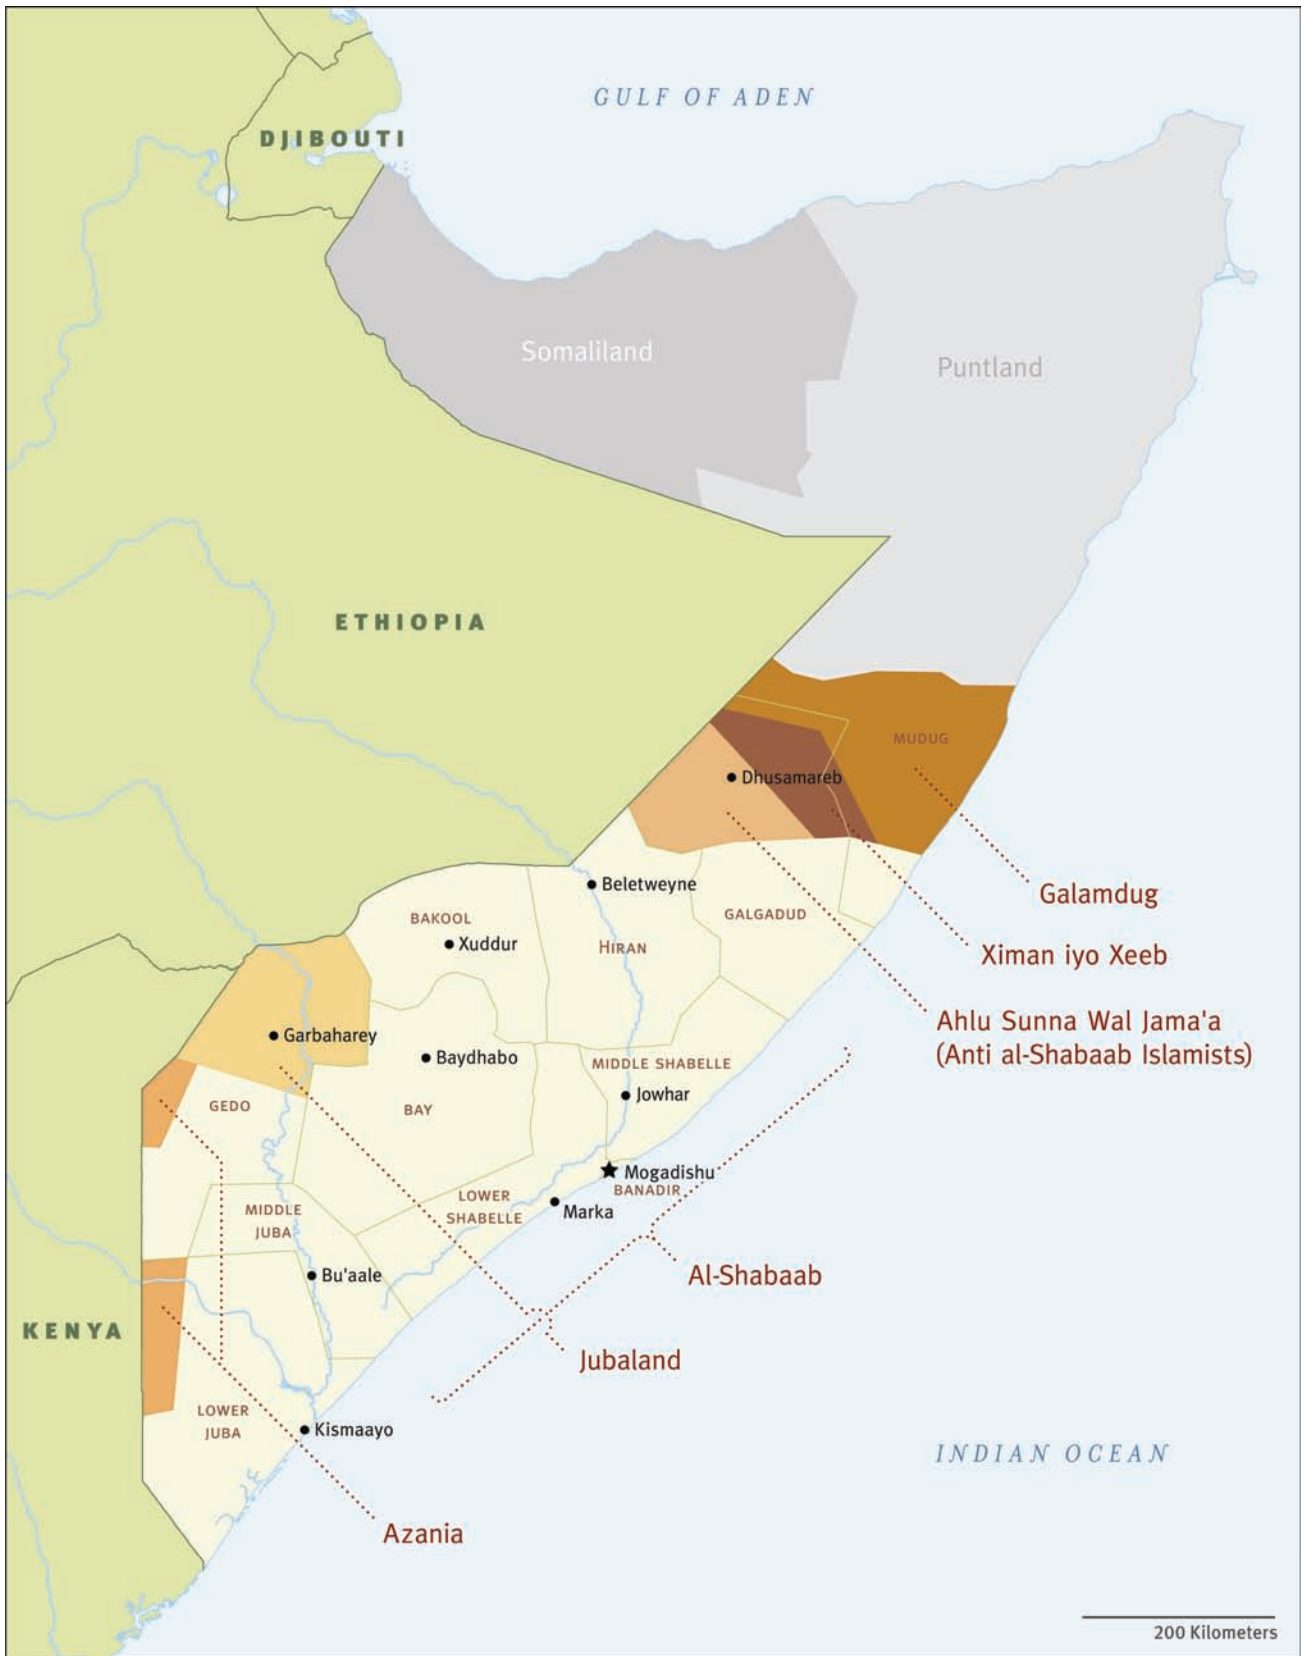 GULF OF ADEN
DJIBOUTI
Somaliland
Puntland
ETHIOPIA
MUDUG
Dhusamareb
Beletweyne
Galamdug
BAKOOL
GALGADUD
Xuddur
HIRAN
Ximan iyo Xeeb
Ahlu Sunna Wal Jama'a
(Anti al-Shabaab Islamists)
Garbaharey
Baydhabo
MIDDLE SHABELLE
Jowhar
GEDO
BAY
Mogadishu
BANADIR
LOWER
SHABELLE
Marka
MIDDLE
JUBA
Bu'aale
Al-Shabaab
KENYA
Jubaland
LOWER
JUBA
Kismaayo
INDIAN OCEAN
Azania
200 Kilometers